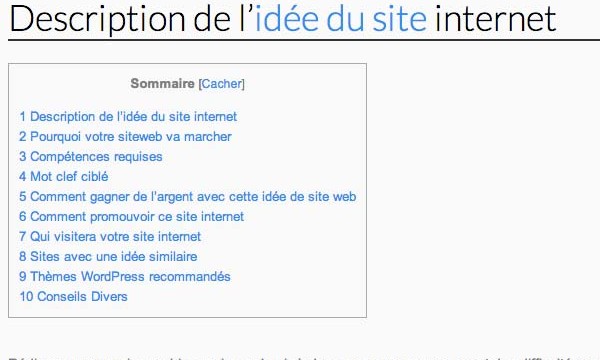 Description de l'idée du site internet
Sommaire [Cacher]
1 Description de l'idée du site internet
2 Pourquoi votre siteweb va marcher
3 Compétences requises
4 Mot clef ciblé
5 Comment gagner de l'argent avec cette idée de site web
6 Comment promouvoir ce site internet
7 Qui visitera votre site internet
8 Sites avec une idée similaire
9 Thèmes WordPress recommandés
10 Conseils Divers